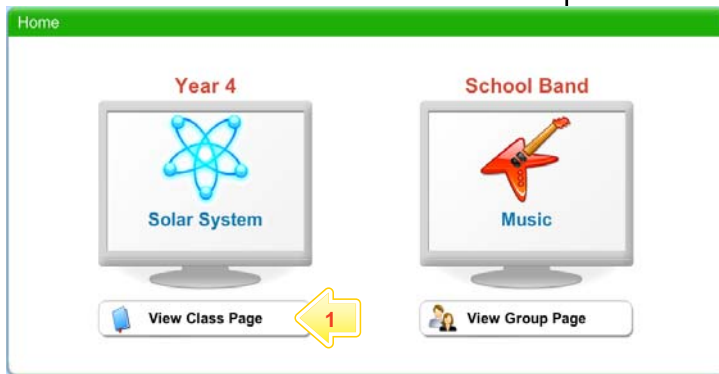 Home
Year 4
School Band
Solar System
Music
View Class Page
1
View Group Page